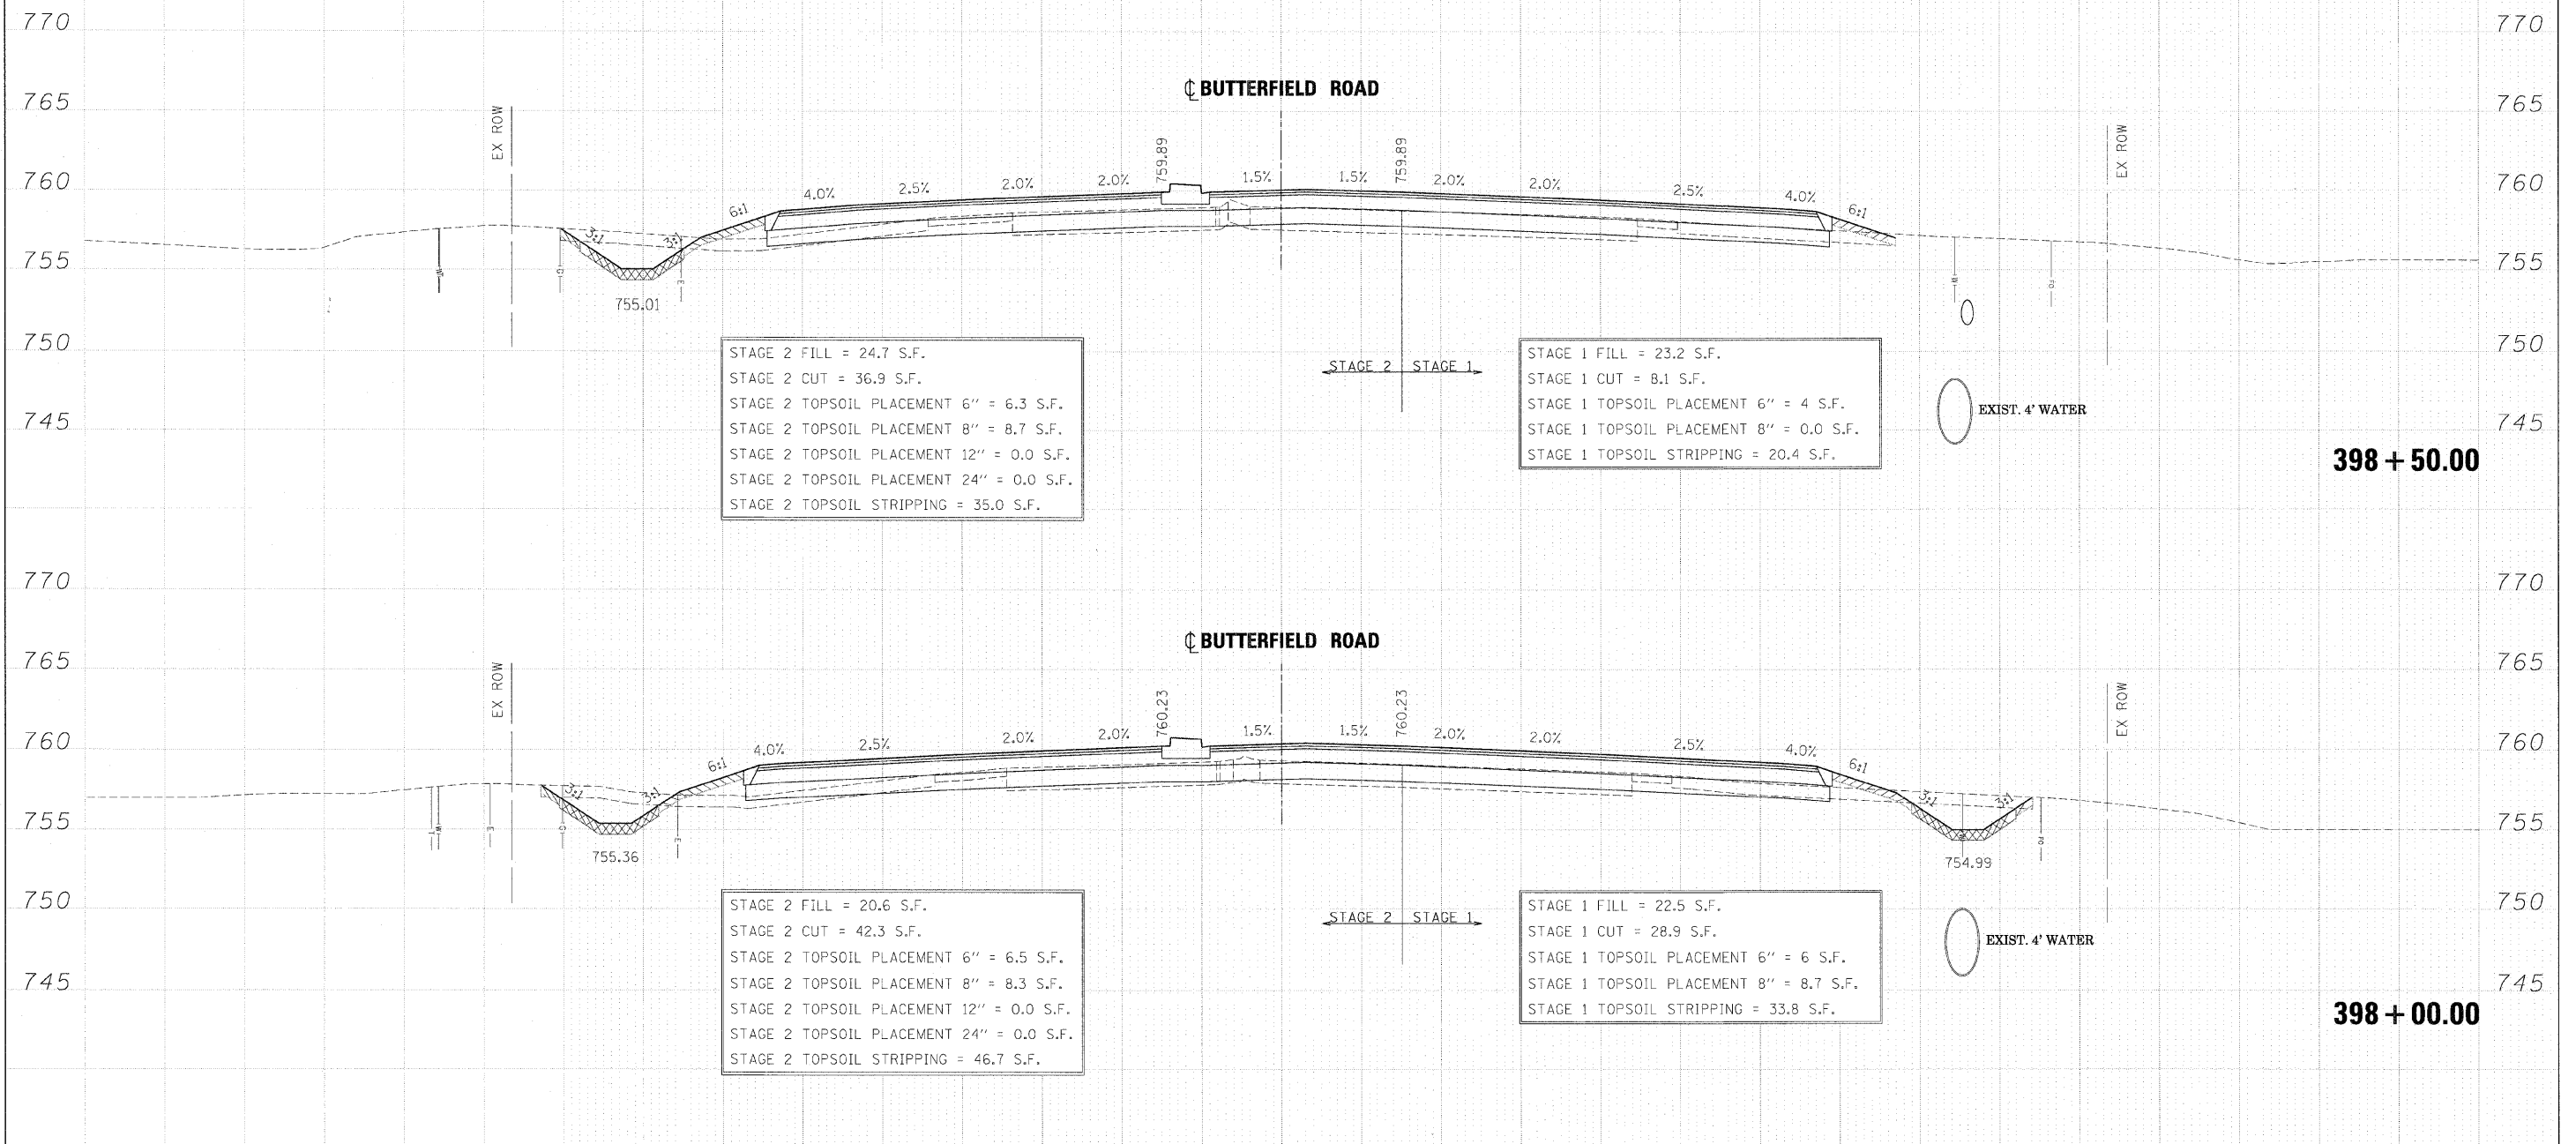 770 770
℄ BUTTERFIELD ROAD
765 765
EX ROW
EX ROW
759.89
759.89
760 760
6:1 4.0% 2.5% 2.0% 2.0% 1.5% 1.5% 2.0% 2.0% 2.5% 4.0% 6:1
3:1 3:1
755 755
755.01
750 750
STAGE 2 STAGE 1
STAGE 2 FILL = 24.7 S.F.
STAGE 2 CUT = 36.9 S.F.
STAGE 2 TOPSOIL PLACEMENT 6'' = 6.3 S.F.
STAGE 2 TOPSOIL PLACEMENT 8'' = 8.7 S.F.
STAGE 2 TOPSOIL PLACEMENT 12'' = 0.0 S.F.
STAGE 2 TOPSOIL PLACEMENT 24'' = 0.0 S.F.
STAGE 2 TOPSOIL STRIPPING = 35.0 S.F.
STAGE 1 FILL = 23.2 S.F.
STAGE 1 CUT = 8.1 S.F.
STAGE 1 TOPSOIL PLACEMENT 6'' = 4 S.F.
STAGE 1 TOPSOIL PLACEMENT 8'' = 0.0 S.F.
STAGE 1 TOPSOIL STRIPPING = 20.4 S.F.
EXIST. 4' WATER
745 745
398+50.00
770 770
℄ BUTTERFIELD ROAD
765 765
EX ROW
EX ROW
760.23
760.23
760 760
6:1 4.0% 2.5% 2.0% 2.0% 1.5% 1.5% 2.0% 2.0% 2.5% 4.0% 6:1
3:1 3:1 3:1 3:1
755 755
755.36 754.99
750 750
STAGE 2 STAGE 1
STAGE 2 FILL = 20.6 S.F.
STAGE 2 CUT = 42.3 S.F.
STAGE 2 TOPSOIL PLACEMENT 6'' = 6.5 S.F.
STAGE 2 TOPSOIL PLACEMENT 8'' = 8.3 S.F.
STAGE 2 TOPSOIL PLACEMENT 12'' = 0.0 S.F.
STAGE 2 TOPSOIL PLACEMENT 24'' = 0.0 S.F.
STAGE 2 TOPSOIL STRIPPING = 46.7 S.F.
STAGE 1 FILL = 22.5 S.F.
STAGE 1 CUT = 28.9 S.F.
STAGE 1 TOPSOIL PLACEMENT 6'' = 6 S.F.
STAGE 1 TOPSOIL PLACEMENT 8'' = 8.7 S.F.
STAGE 1 TOPSOIL STRIPPING = 33.8 S.F.
EXIST. 4' WATER
745 745
398+00.00